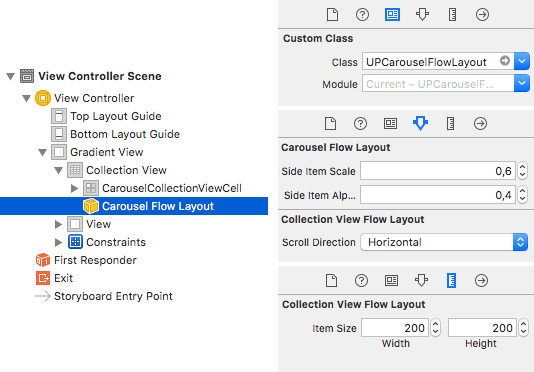 View Controller Scene
View Controller
Top Layout Guide
Bottom Layout Guide
Gradient View
Collection View
CarouselCollectionViewCell
Carousel Flow Layout
View
Constraints
First Responder
Exit
Storyboard Entry Point
Custom Class
Class UPCarouselFlowLayout
Module Current – UPCarouselF...
Carousel Flow Layout
Side Item Scale 0,6
Side Item Alp... 0,4
Collection View Flow Layout
Scroll Direction Horizontal
Collection View Flow Layout
Item Size 200 200
Width Height